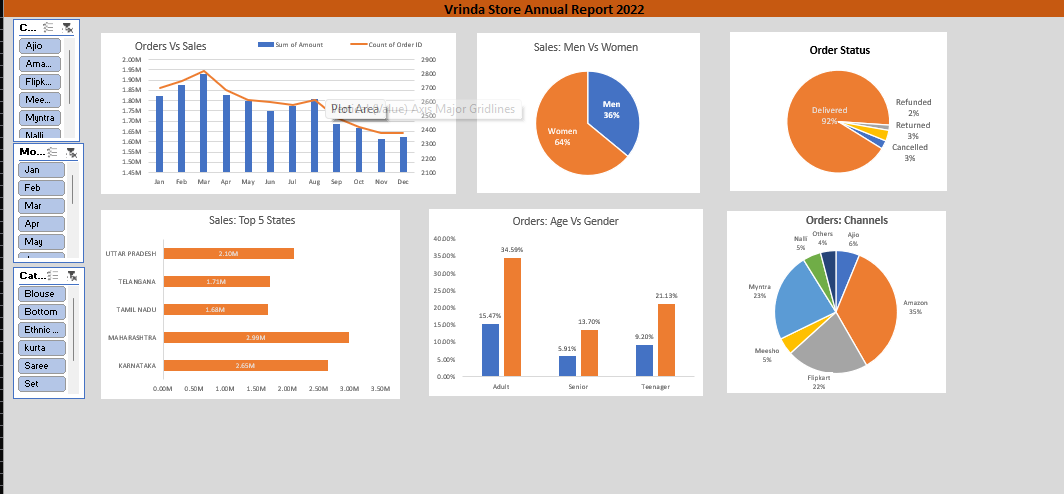 Vrinda Store Annual Report 2022
C...
Ajio
Ama...
Flipk...
Mee...
Myntra
Nalli
Mo...
Jan
Feb
Mar
Apr
May
Cat...
Blouse
Bottom
Ethnic ...
kurta
Saree
Set
Orders Vs Sales
Sum of Amount
Count of Order ID
2.00M
1.95M
1.90M
1.85M
1.80M
1.75M
1.70M
1.65M
1.60M
1.55M
1.50M
1.45M
2900
2800
2700
2600
2500
2400
2300
2200
2100
Plot Area
Value) Axis Major Gridlines
Jan Feb Mar Apr May Jun Jul Aug Sep Oct Nov Dec
Sales: Men Vs Women
Men
36%
Women
64%
Order Status
Delivered
92%
Refunded
2%
Returned
3%
Cancelled
3%
Sales: Top 5 States
UTTAR PRADESH 2.10M
TELANGANA 1.71M
TAMIL NADU 1.68M
MAHARASHTRA 2.99M
KARNATAKA 2.65M
0.00M 0.50M 1.00M 1.50M 2.00M 2.50M 3.00M 3.50M
Orders: Age Vs Gender
40.00%
35.00%
30.00%
25.00%
20.00%
15.00%
10.00%
5.00%
0.00%
15.47% 34.59%
5.91% 13.70%
9.20% 21.13%
Adult Senior Teenager
Orders: Channels
Ajio
6%
Amazon
35%
Flipkart
22%
Meesho
5%
Myntra
23%
Nalli
5%
Others
4%